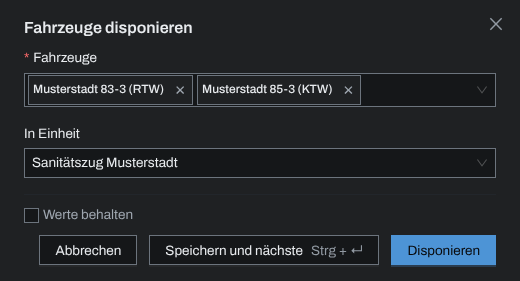 Fahrzeuge disponieren
* Fahrzeuge
Musterstadt 83-3 (RTW) Musterstadt 85-3 (KTW)
In Einheit
Sanitätszug Musterstadt
Werte behalten
Abbrechen Speichern und nächste Strg + ↵ Disponieren